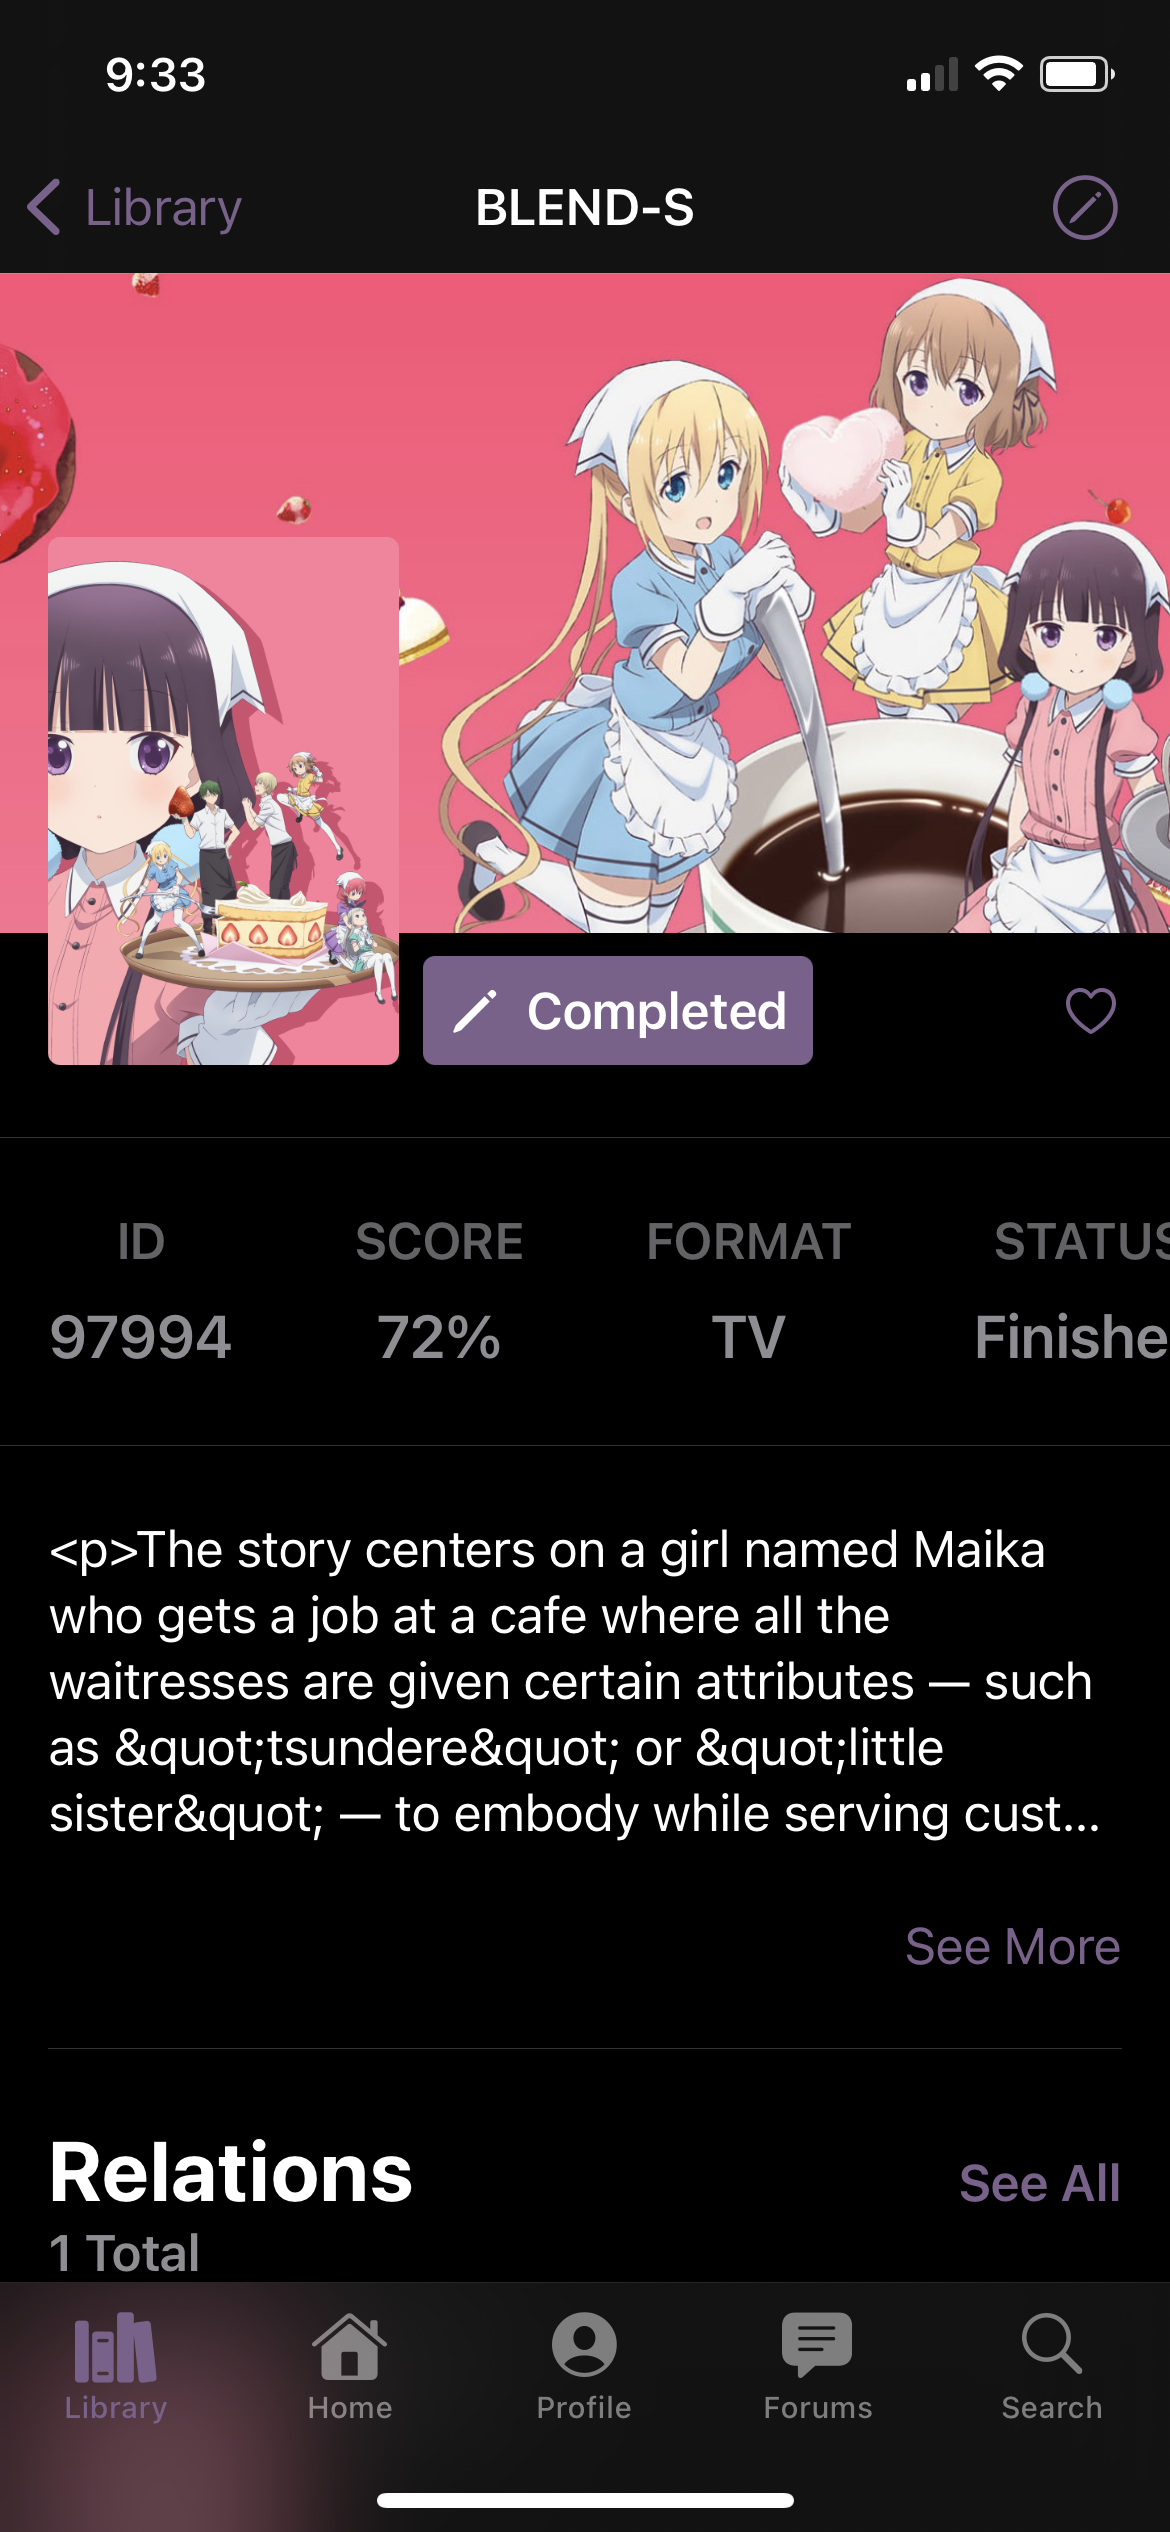 9:33
Library
BLEND-S
Completed
ID SCORE FORMAT STATUS
97994 72% TV Finishe
<p>The story centers on a girl named Maika
who gets a job at a cafe where all the
waitresses are given certain attributes — such
as &quot;tsundere&quot; or &quot;little
sister&quot; — to embody while serving cust...
See More
Relations
See All
1 Total
Library Home Profile Forums Search